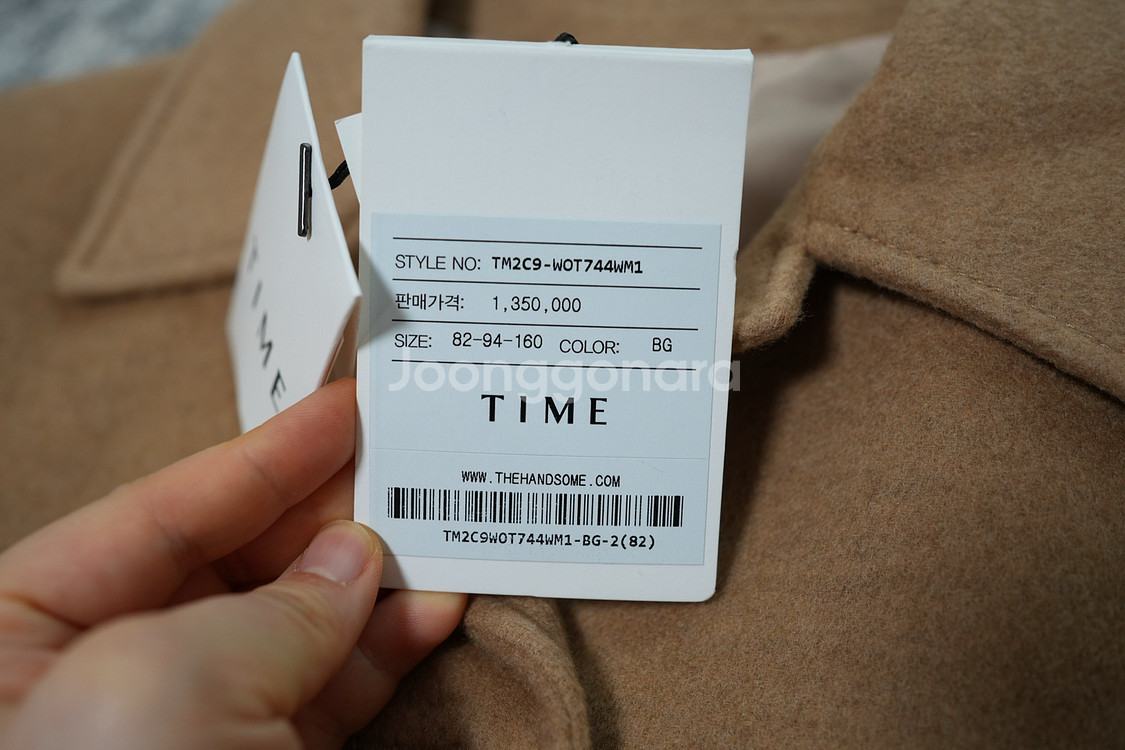 TIME
STYLE NO: TM2C9-WOT744WM1
판매가격: 1,350,000
SIZE: 82-94-160 COLOR: BG
Joonggonara
TIME
WWW.THEHANDSOME.COM
TM2C9WOT744WM1-BG-2(82)